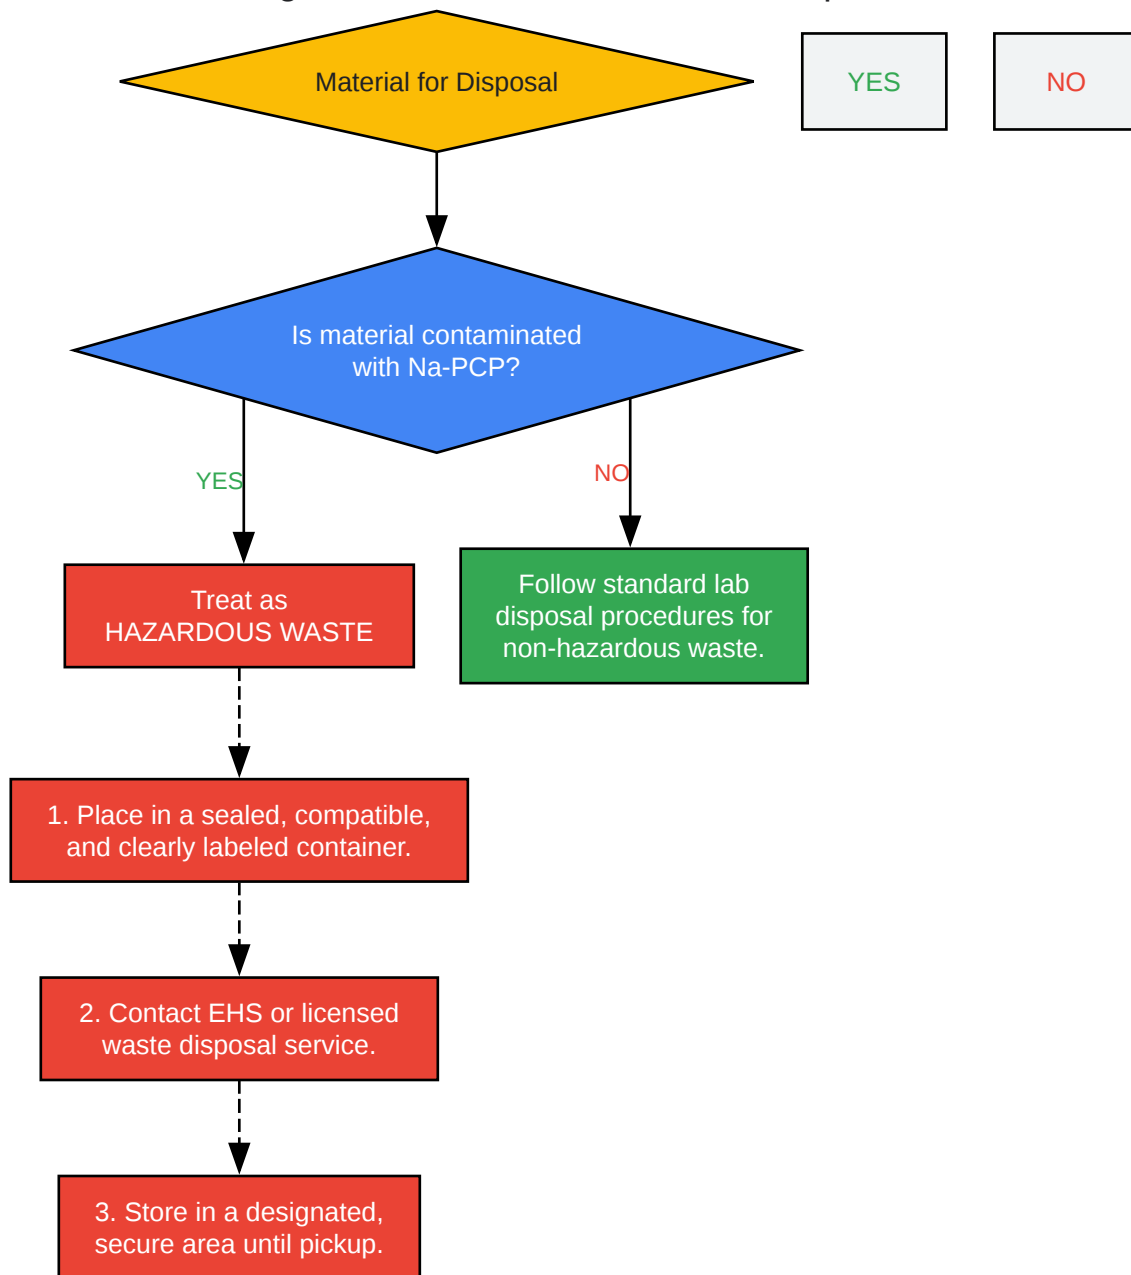 Material for Disposal
YES
NO
Is material contaminated
with Na-PCP?
YES
NO
Treat as
HAZARDOUS WASTE
Follow standard lab
disposal procedures for
non-hazardous waste.
1. Place in a sealed, compatible,
and clearly labeled container.
2. Contact EHS or licensed
waste disposal service.
3. Store in a designated,
secure area until pickup.